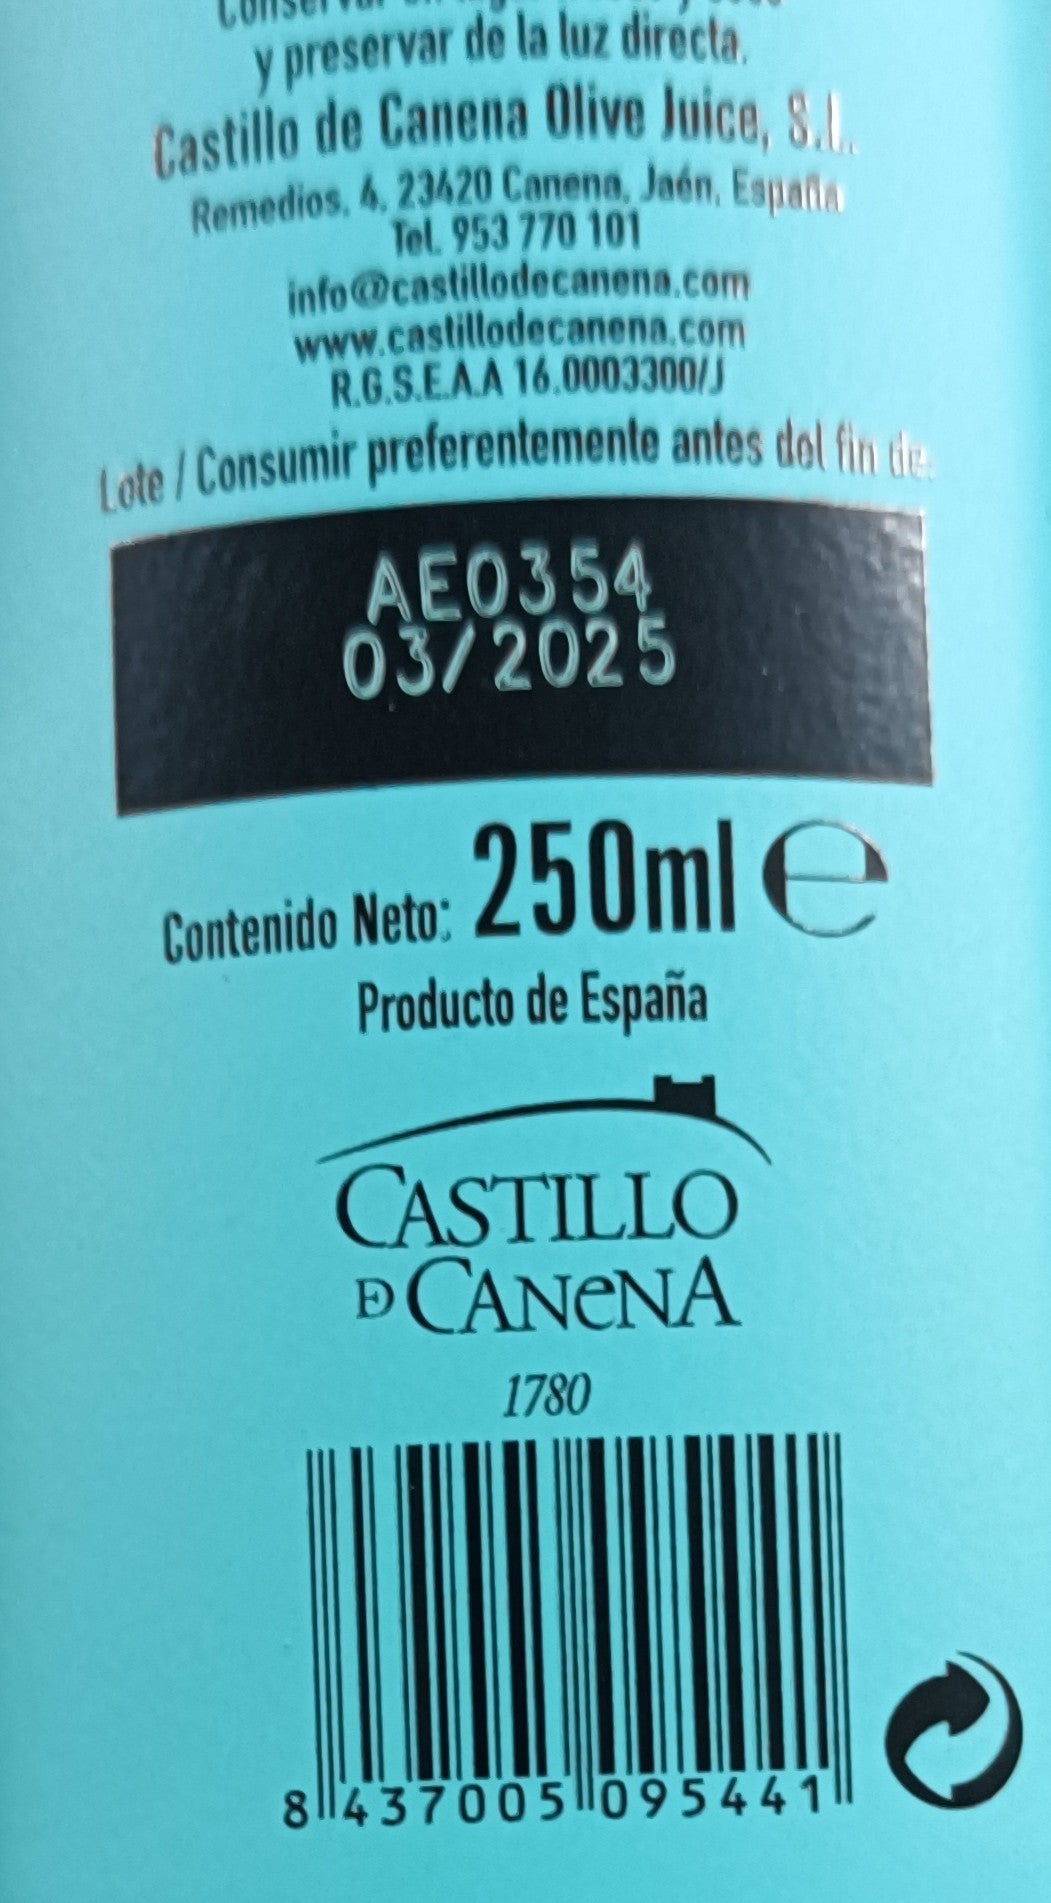 y preservar de la luz directa.
Castillo de Canena Olive Juice, S.L.
Remedios, 4, 23420 Canena, Jaén, España
Tel. 953 770 101
info@castillodecanena.com
www.castillodecanena.com
R.G.S.E.A.A 16.0003300/J
Lote / Consumir preferentemente antes del fin de:
AE0354
03/2025
Contenido Neto: 250ml ℮
Producto de España
CASTILLO
D CANeNA
1780
8 437005 095441